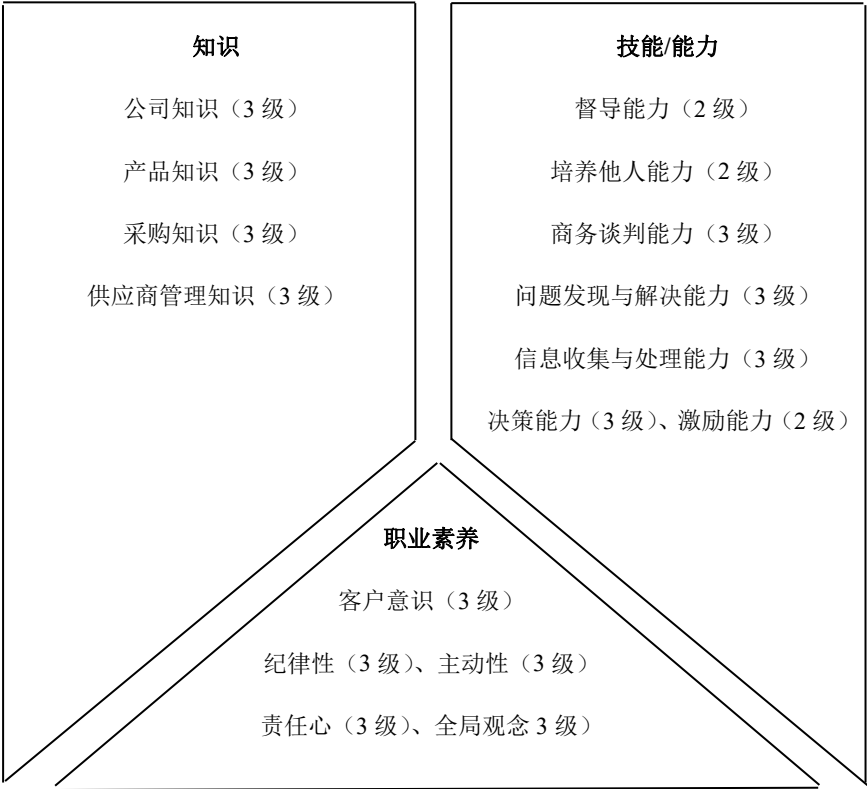 知识
公司知识（3 级）
产品知识（3 级）
采购知识（3 级）
供应商管理知识（3 级）
技能/能力
督导能力（2 级）
培养他人能力（2 级）
商务谈判能力（3 级）
问题发现与解决能力（3 级）
信息收集与处理能力（3 级）
决策能力（3 级）、激励能力（2 级）
职业素养
客户意识（3 级）
纪律性（3 级）、主动性（3 级）
责任心（3 级）、全局观念 3 级）